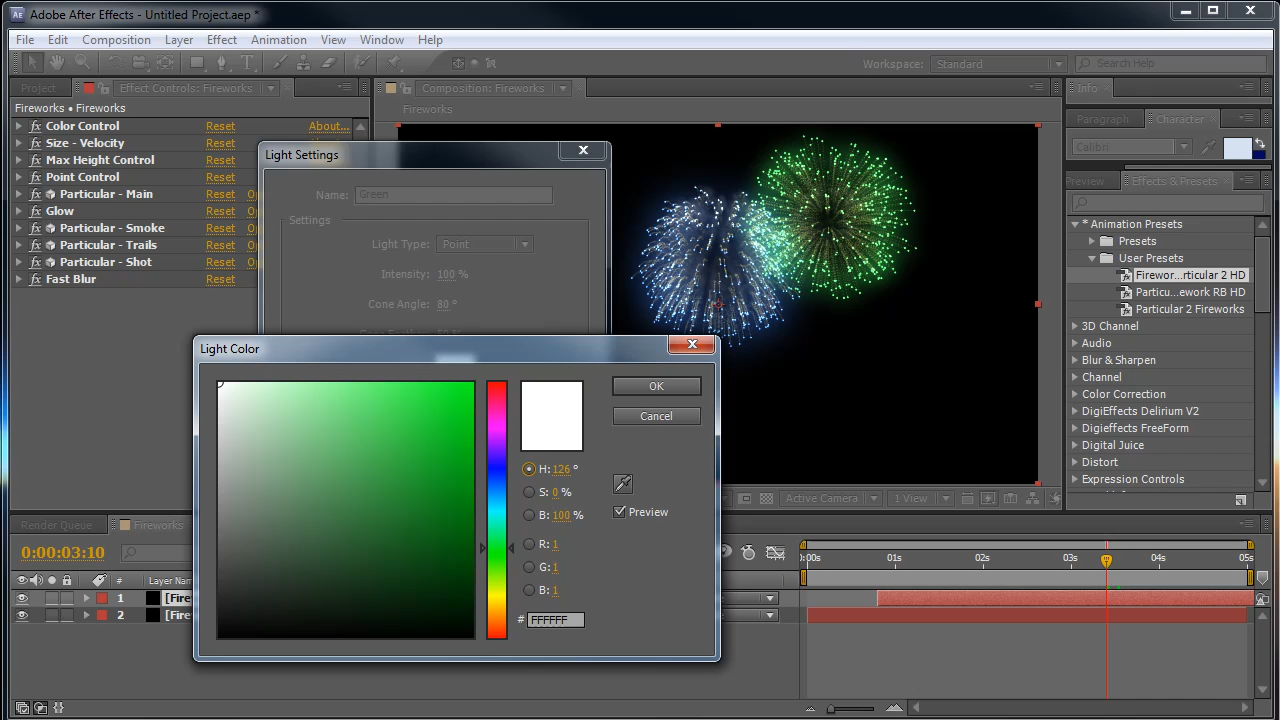 Adobe After Effects - Untitled Project.aep *
File Edit Composition Layer Effect Animation View Window Help
Workspace: Standard Search Help
Project Effect Controls: Fireworks Composition: Fireworks Info
Fireworks • Fireworks
Fireworks
Color Control Reset About...
Size - Velocity Reset
Max Height Control Reset
Point Control Reset
Particular - Main Reset
Glow Reset
Particular - Smoke Reset
Particular - Trails Reset
Particular - Shot Reset
Fast Blur Reset
Light Settings
Name: Green
Settings
Light Type: Point
Intensity: 100 %
Cone Angle: 80 °
Light Color
OK
Cancel
H: 126 °
S: 0 %
B: 100 %
Preview
R: 1
G: 1
B: 1
# FFFFFF
Paragraph Character
Calibri
Preview Effects & Presets
* Animation Presets
Presets
User Presets
Firewor...rticular 2 HD
Particu...ework RB HD
Particular 2 Fireworks
3D Channel
Audio
Blur & Sharpen
Channel
Color Correction
DigiEffects Delirium V2
Digieffects FreeForm
Digital Juice
Distort
Expression Controls
Active Camera 1 View
Render Queue Fireworks
0:00:03:10
0:00s 01s 02s 03s 04s 05s
# Layer Name
1 [Fire
2 [Fire